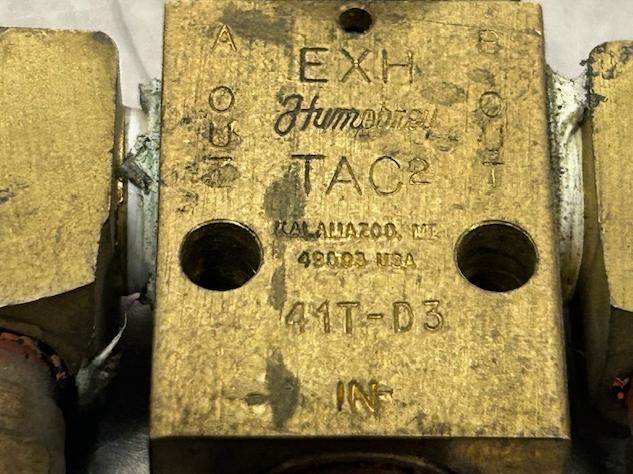 A
B
EXH
OUT
OUT
Humphrey
TAC²
KALAMAZOO, MI.
49003 USA
41T-D3
IN